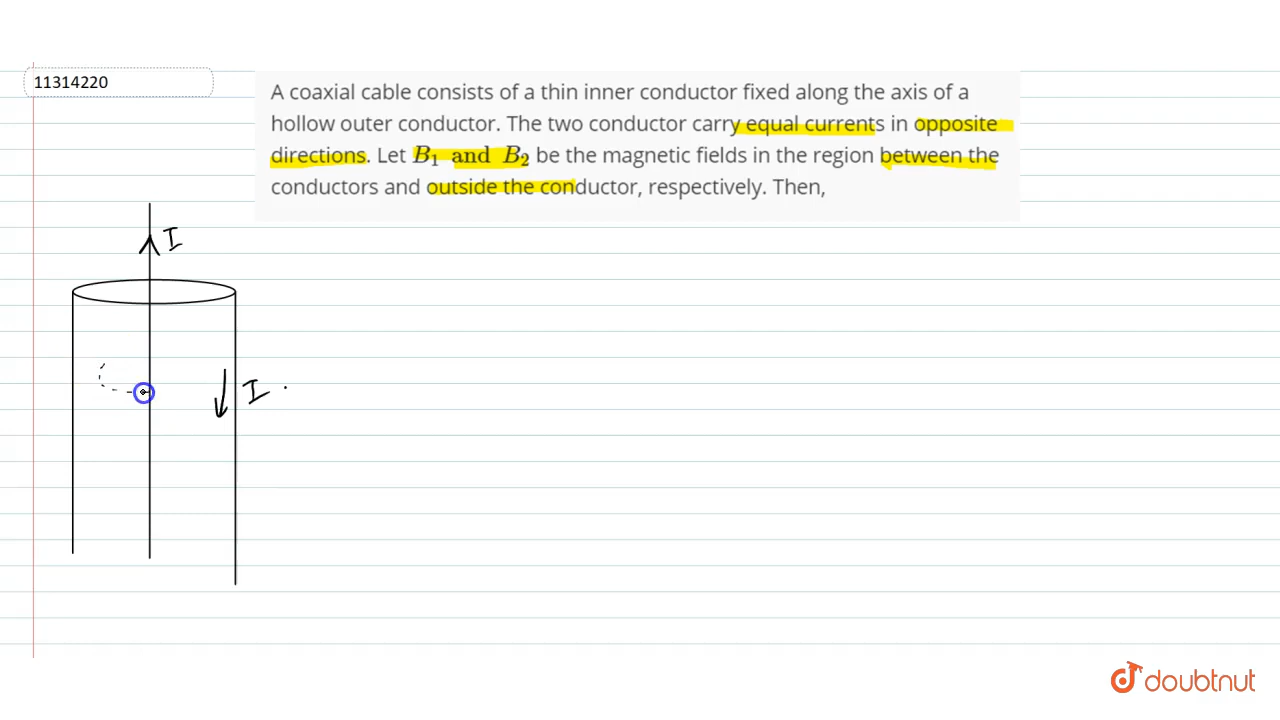 11314220
A coaxial cable consists of a thin inner conductor fixed along the axis of a
hollow outer conductor. The two conductor carry equal currents in opposite
directions. Let B₁ and B₂ be the magnetic fields in the region between the
conductors and outside the conductor, respectively. Then,
I
I
doubtnut